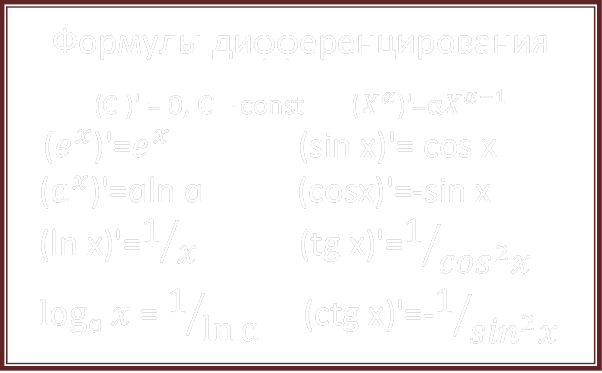 Формулы дифференцирования
(C)' = 0, C - const (X^α)'=αX^(α−1)
(e^x)'=e^x (sin x)'= cos x
(a^x)'=aln a (cosx)'=-sin x
(ln x)'=1/x (tg x)'=1/cos²x
logₐ x = 1/ln a (ctg x)'=-1/sin²x